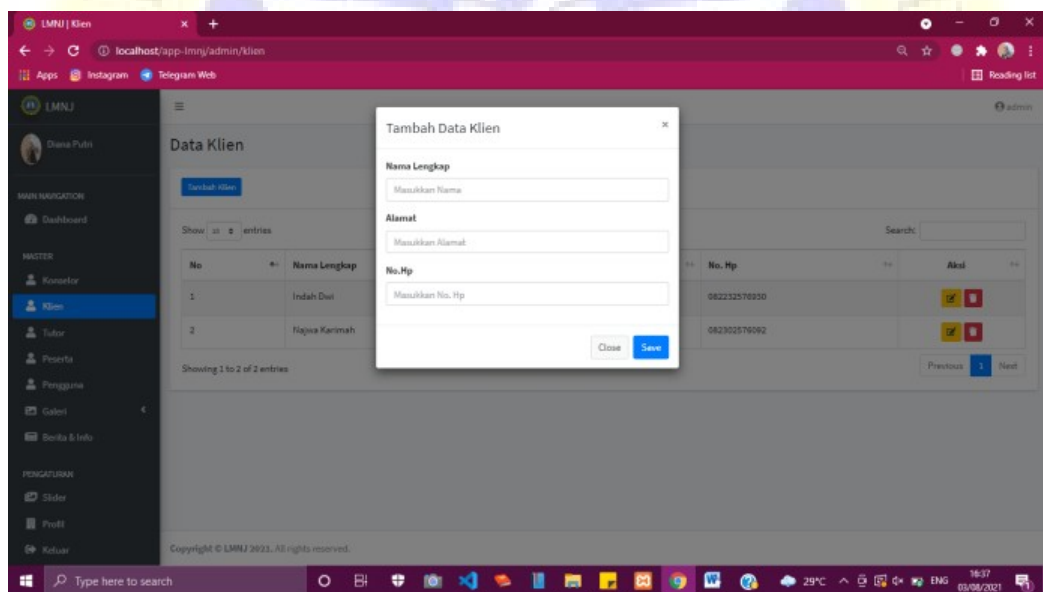 LMNJ | Klien
localhost/app-lmnj/admin/klien
Apps Instagram Telegram Web Reading list
LMNJ admin
Diana Putri
MAIN NAVIGATION
Dashboard
MASTER
Konselor
Klien
Tutor
Peserta
Pengguna
Galeri
Berita & Info
PENGATURAN
Slider
Profil
Keluar
Data Klien
Tambah Klien
Show entries Search:
No Nama Lengkap No. Hp Aksi
1 Indah Dwi 082232576930
2 Najwa Karimah 082302576092
Showing 1 to 2 of 2 entries Previous 1 Next
Tambah Data Klien ×
Nama Lengkap
Masukkan Nama
Alamat
Masukkan Alamat
No.Hp
Masukkan No. Hp
Close Save
Copyright © LMNJ 2021. All rights reserved.
Type here to search 29°C ENG 16:37
03/08/2021